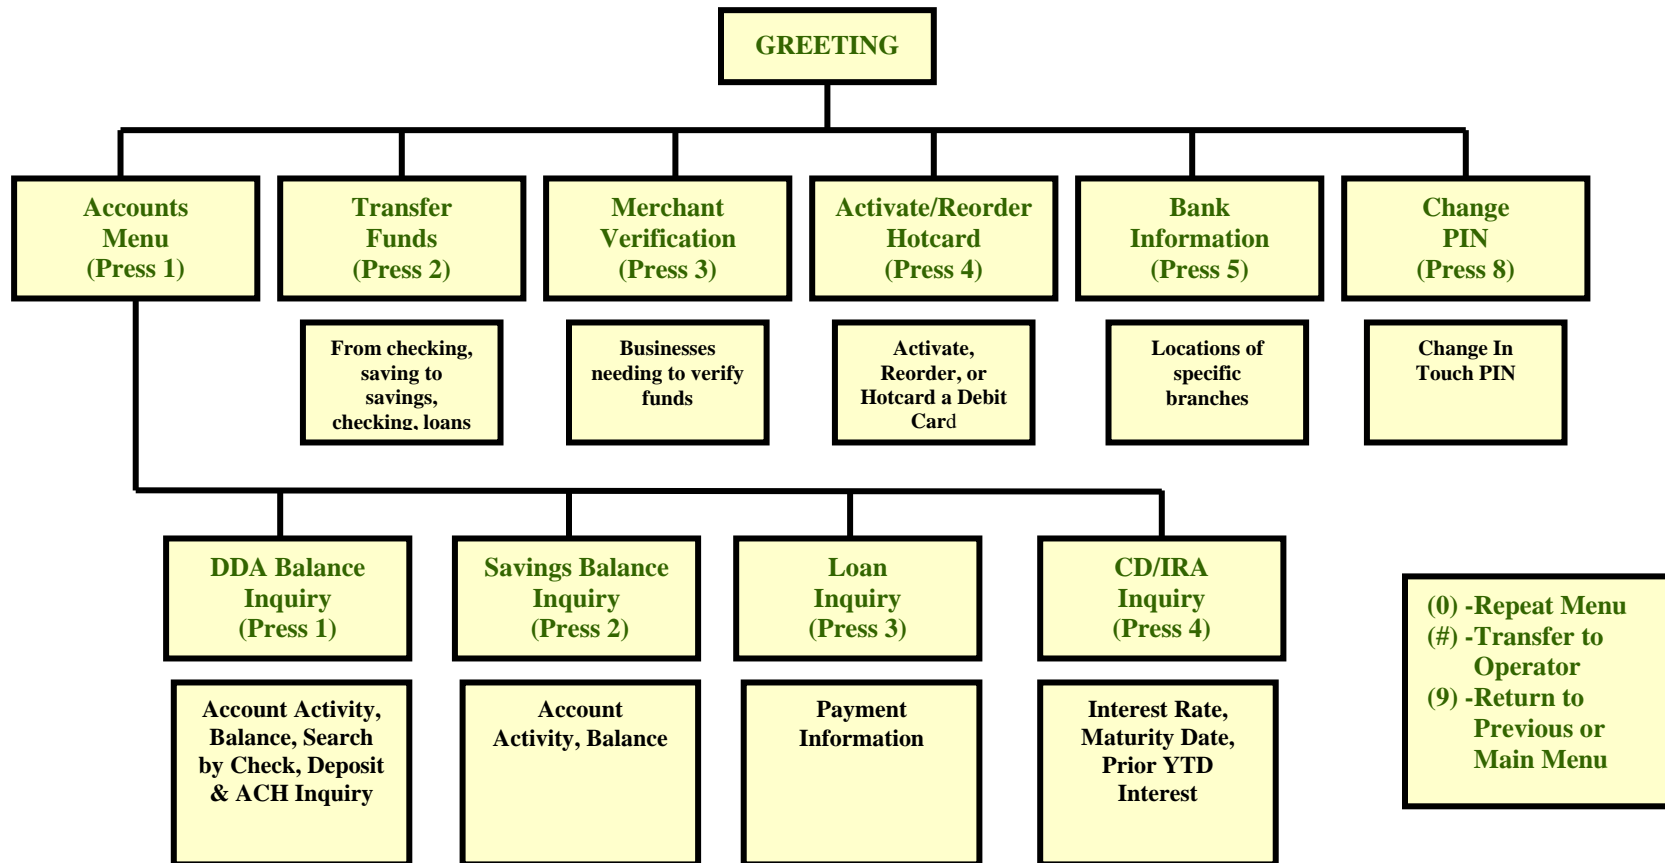 GREETING
Accounts
Menu
(Press 1)
Transfer
Funds
(Press 2)
Merchant
Verification
(Press 3)
Activate/Reorder
Hotcard
(Press 4)
Bank
Information
(Press 5)
Change
PIN
(Press 8)
From checking,
saving to
savings,
checking, loans
Businesses
needing to verify
funds
Activate,
Reorder, or
Hotcard a Debit
Card
Locations of
specific
branches
Change In
Touch PIN
DDA Balance
Inquiry
(Press 1)
Savings Balance
Inquiry
(Press 2)
Loan
Inquiry
(Press 3)
CD/IRA
Inquiry
(Press 4)
Account Activity,
Balance, Search
by Check, Deposit
& ACH Inquiry
Account
Activity, Balance
Payment
Information
Interest Rate,
Maturity Date,
Prior YTD
Interest
(0) -Repeat Menu
(#) -Transfer to
Operator
(9) -Return to
Previous or
Main Menu